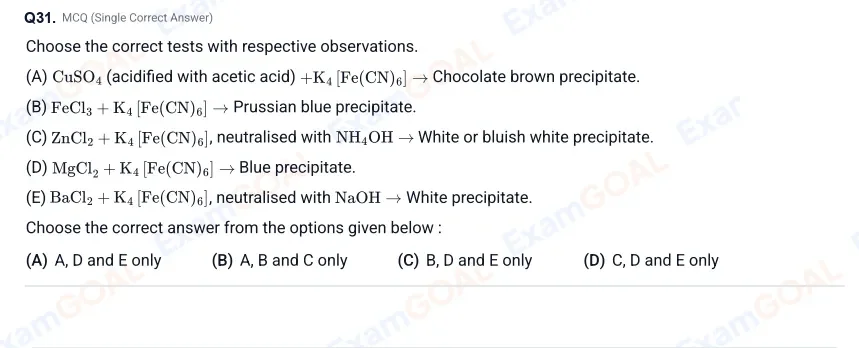 Q31. MCQ (Single Correct Answer)
Choose the correct tests with respective observations.
(A) CuSO₄ (acidified with acetic acid) +K₄ [Fe(CN)₆] → Chocolate brown precipitate.
(B) FeCl₃ + K₄ [Fe(CN)₆] → Prussian blue precipitate.
(C) ZnCl₂ + K₄ [Fe(CN)₆], neutralised with NH₄OH → White or bluish white precipitate.
(D) MgCl₂ + K₄ [Fe(CN)₆] → Blue precipitate.
(E) BaCl₂ + K₄ [Fe(CN)₆], neutralised with NaOH → White precipitate.
Choose the correct answer from the options given below :
(A) A, D and E only (B) A, B and C only (C) B, D and E only (D) C, D and E only
ExamGOAL